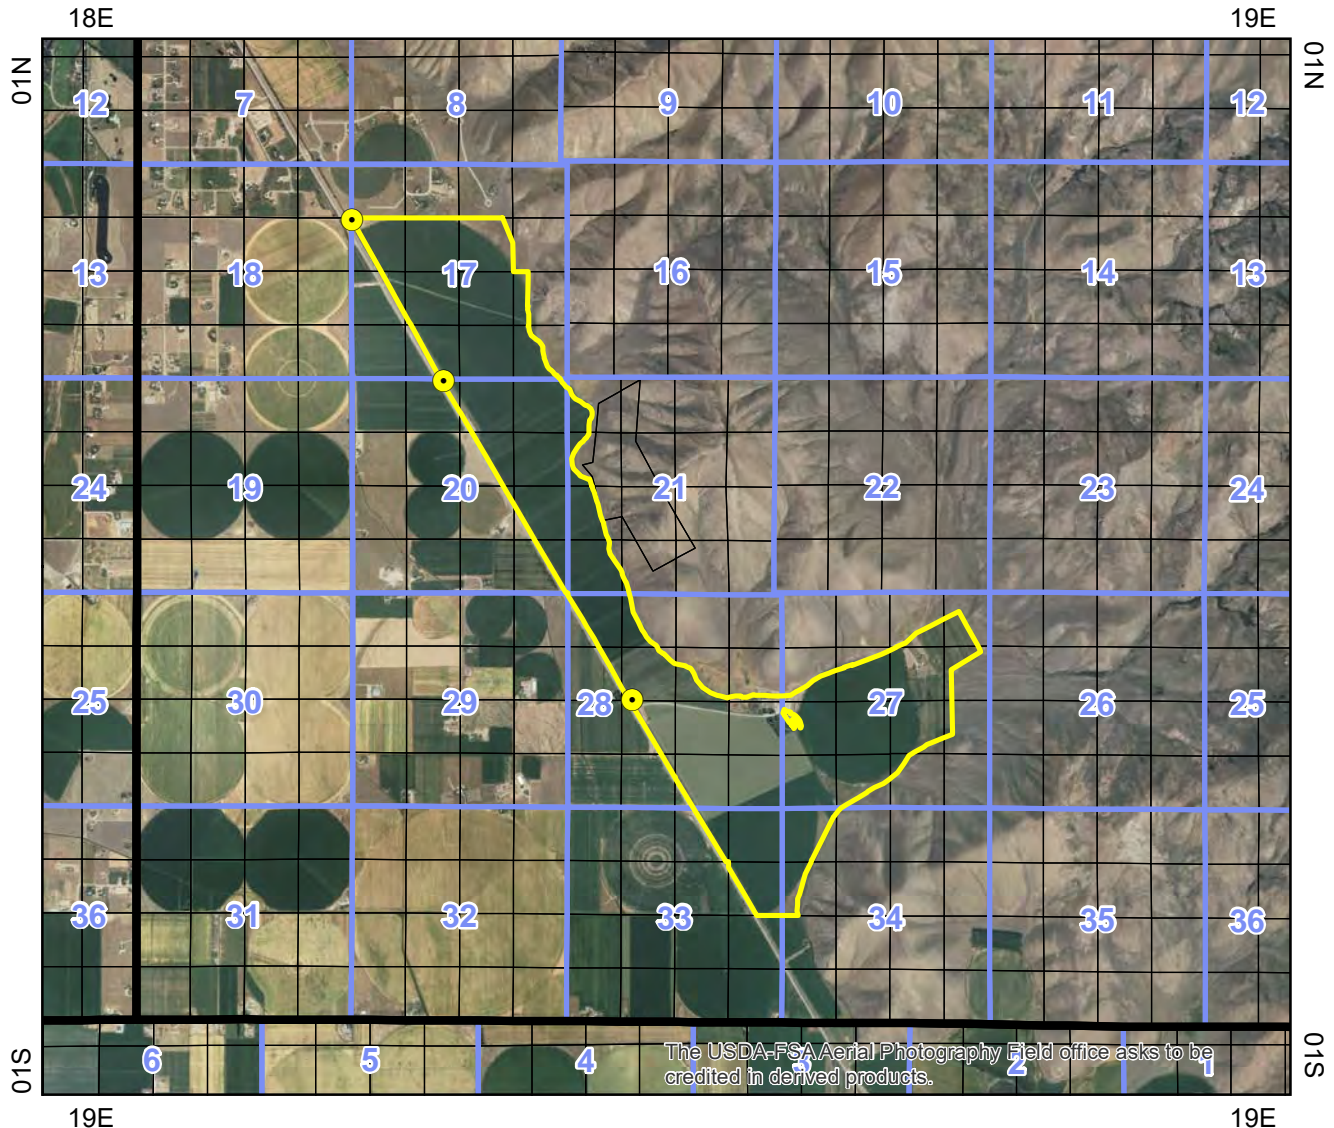 18E 19E
01N 01N
12 7 8 9 10 11 12
13 18 17 16 15 14 13
24 19 20 21 22 23 24
25 30 29 28 27 26 25
36 31 32 33 34 35 36
01S 6 5 4 3 2 1 01S
The USDA-FSA Aerial Photography Field office asks to be
credited in derived products.
19E 19E